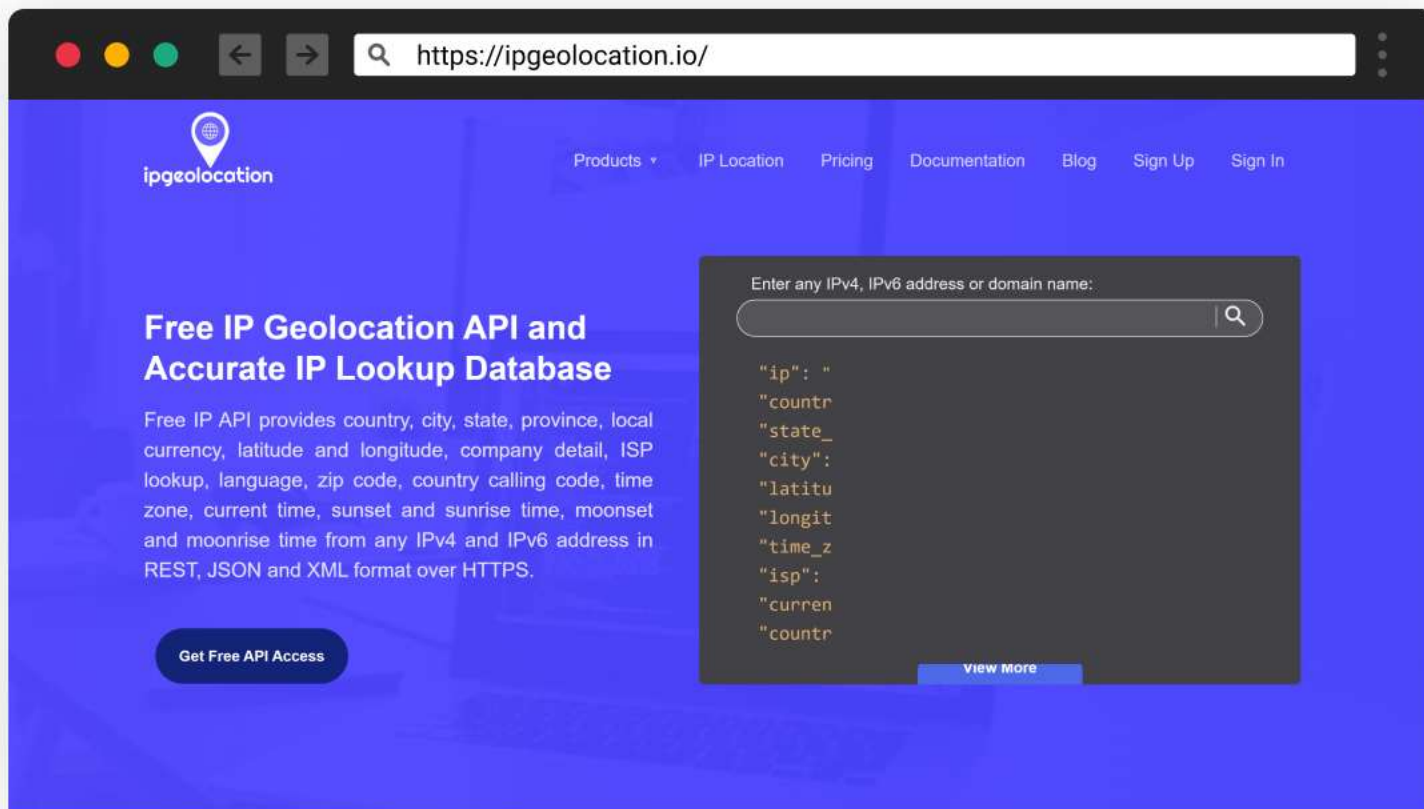 https://ipgeolocation.io/
ipgeolocation
Products ▾ IP Location Pricing Documentation Blog Sign Up Sign In
Free IP Geolocation API and
Accurate IP Lookup Database
Free IP API provides country, city, state, province, local
currency, latitude and longitude, company detail, ISP
lookup, language, zip code, country calling code, time
zone, current time, sunset and sunrise time, moonset
and moonrise time from any IPv4 and IPv6 address in
REST, JSON and XML format over HTTPS.
Get Free API Access
Enter any IPv4, IPv6 address or domain name:
"ip": "
"countr
"state_
"city":
"latitu
"longit
"time_z
"isp":
"curren
"countr
View More